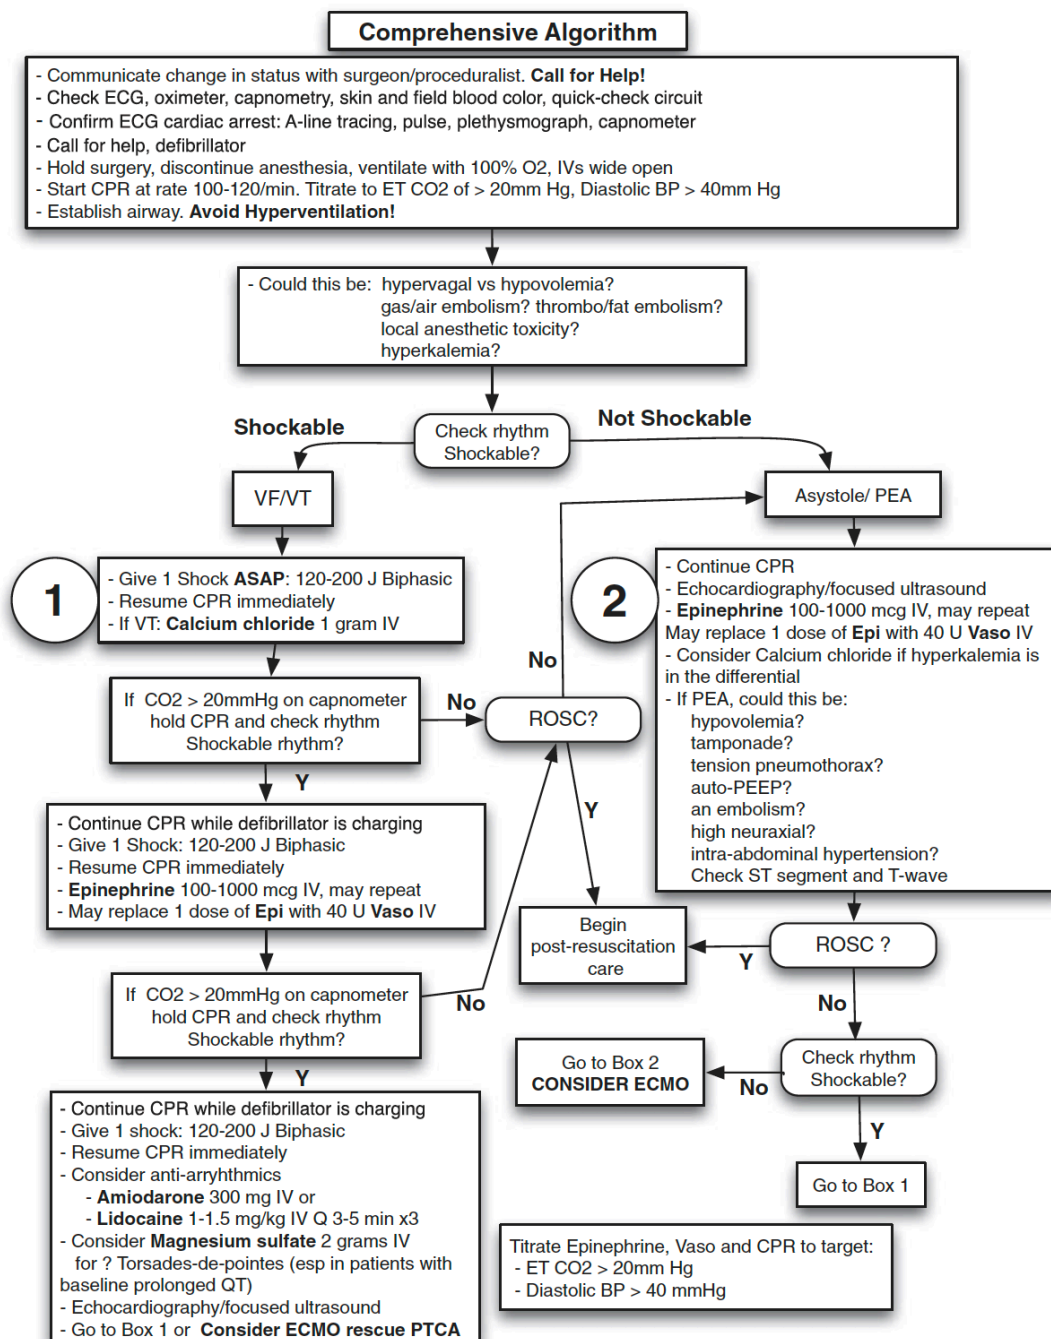 Comprehensive Algorithm
- Communicate change in status with surgeon/proceduralist. Call for Help!
- Check ECG, oximeter, capnometry, skin and field blood color, quick-check circuit
- Confirm ECG cardiac arrest: A-line tracing, pulse, plethysmograph, capnometer
- Call for help, defibrillator
- Hold surgery, discontinue anesthesia, ventilate with 100% O2, IVs wide open
- Start CPR at rate 100-120/min. Titrate to ET CO2 of > 20mm Hg, Diastolic BP > 40mm Hg
- Establish airway. Avoid Hyperventilation!
- Could this be: hypervagal vs hypovolemia?
gas/air embolism? thrombo/fat embolism?
local anesthetic toxicity?
hyperkalemia?
Shockable
Check rhythm
Shockable?
Not Shockable
VF/VT
Asystole/ PEA
1
- Give 1 Shock ASAP: 120-200 J Biphasic
- Resume CPR immediately
- If VT: Calcium chloride 1 gram IV
If CO2 > 20mmHg on capnometer
hold CPR and check rhythm
Shockable rhythm?
No
ROSC?
No
Y
Y
- Continue CPR while defibrillator is charging
- Give 1 Shock: 120-200 J Biphasic
- Resume CPR immediately
- Epinephrine 100-1000 mcg IV, may repeat
- May replace 1 dose of Epi with 40 U Vaso IV
If CO2 > 20mmHg on capnometer
hold CPR and check rhythm
Shockable rhythm?
No
Y
- Continue CPR while defibrillator is charging
- Give 1 shock: 120-200 J Biphasic
- Resume CPR immediately
- Consider anti-arryhthmics
- Amiodarone 300 mg IV or
- Lidocaine 1-1.5 mg/kg IV Q 3-5 min x3
- Consider Magnesium sulfate 2 grams IV
for ? Torsades-de-pointes (esp in patients with
baseline prolonged QT)
- Echocardiography/focused ultrasound
- Go to Box 1 or Consider ECMO rescue PTCA
2
- Continue CPR
- Echocardiography/focused ultrasound
- Epinephrine 100-1000 mcg IV, may repeat
May replace 1 dose of Epi with 40 U Vaso IV
- Consider Calcium chloride if hyperkalemia is
in the differential
- If PEA, could this be:
hypovolemia?
tamponade?
tension pneumothorax?
auto-PEEP?
an embolism?
high neuraxial?
intra-abdominal hypertension?
Check ST segment and T-wave
Begin
post-resuscitation
care
Y
ROSC ?
No
Check rhythm
Shockable?
No
Go to Box 2
CONSIDER ECMO
Y
Go to Box 1
Titrate Epinephrine, Vaso and CPR to target:
- ET CO2 > 20mm Hg
- Diastolic BP > 40 mmHg